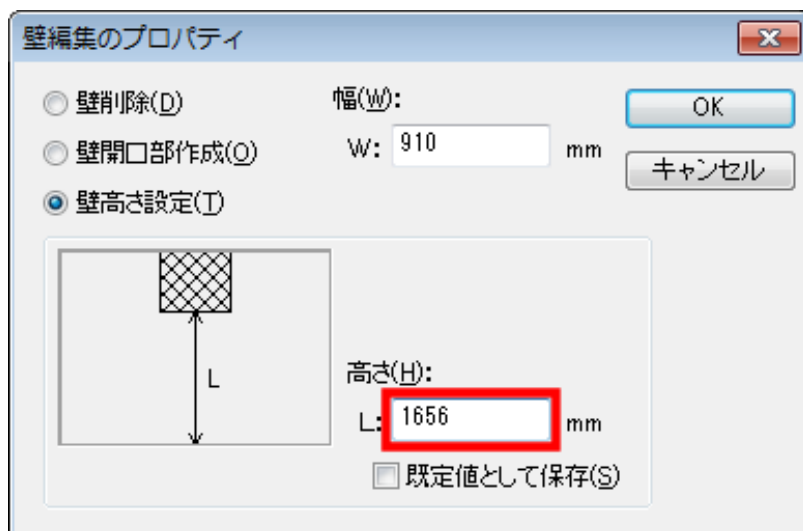 壁編集のプロパティ
壁削除(D)
幅(W):
OK
壁開口部作成(O)
W: 910 mm
キャンセル
壁高さ設定(T)
L
高さ(H):
L: 1656 mm
既定値として保存(S)